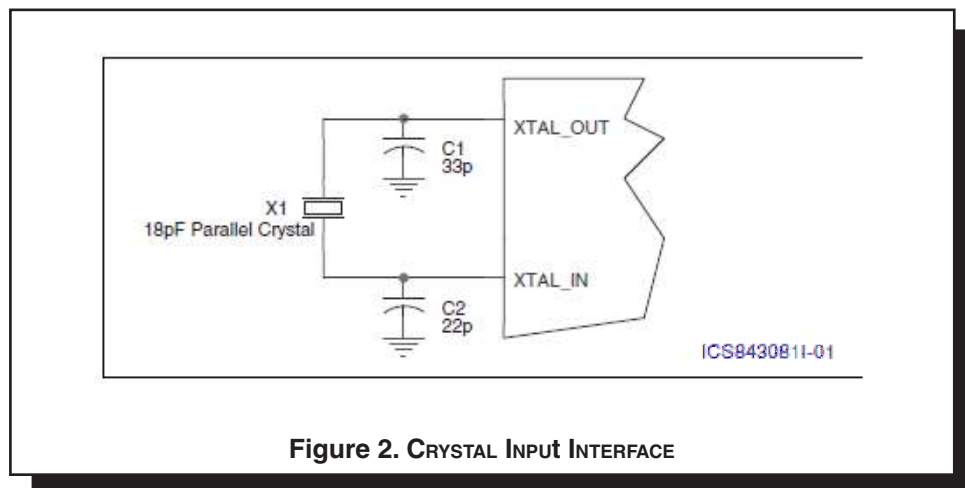 XTAL_OUT
C1
33p
X1
18pF Parallel Crystal
XTAL_IN
C2
22p
ICS843081I-01
Figure 2. CRYSTAL INPUt INTERFACE